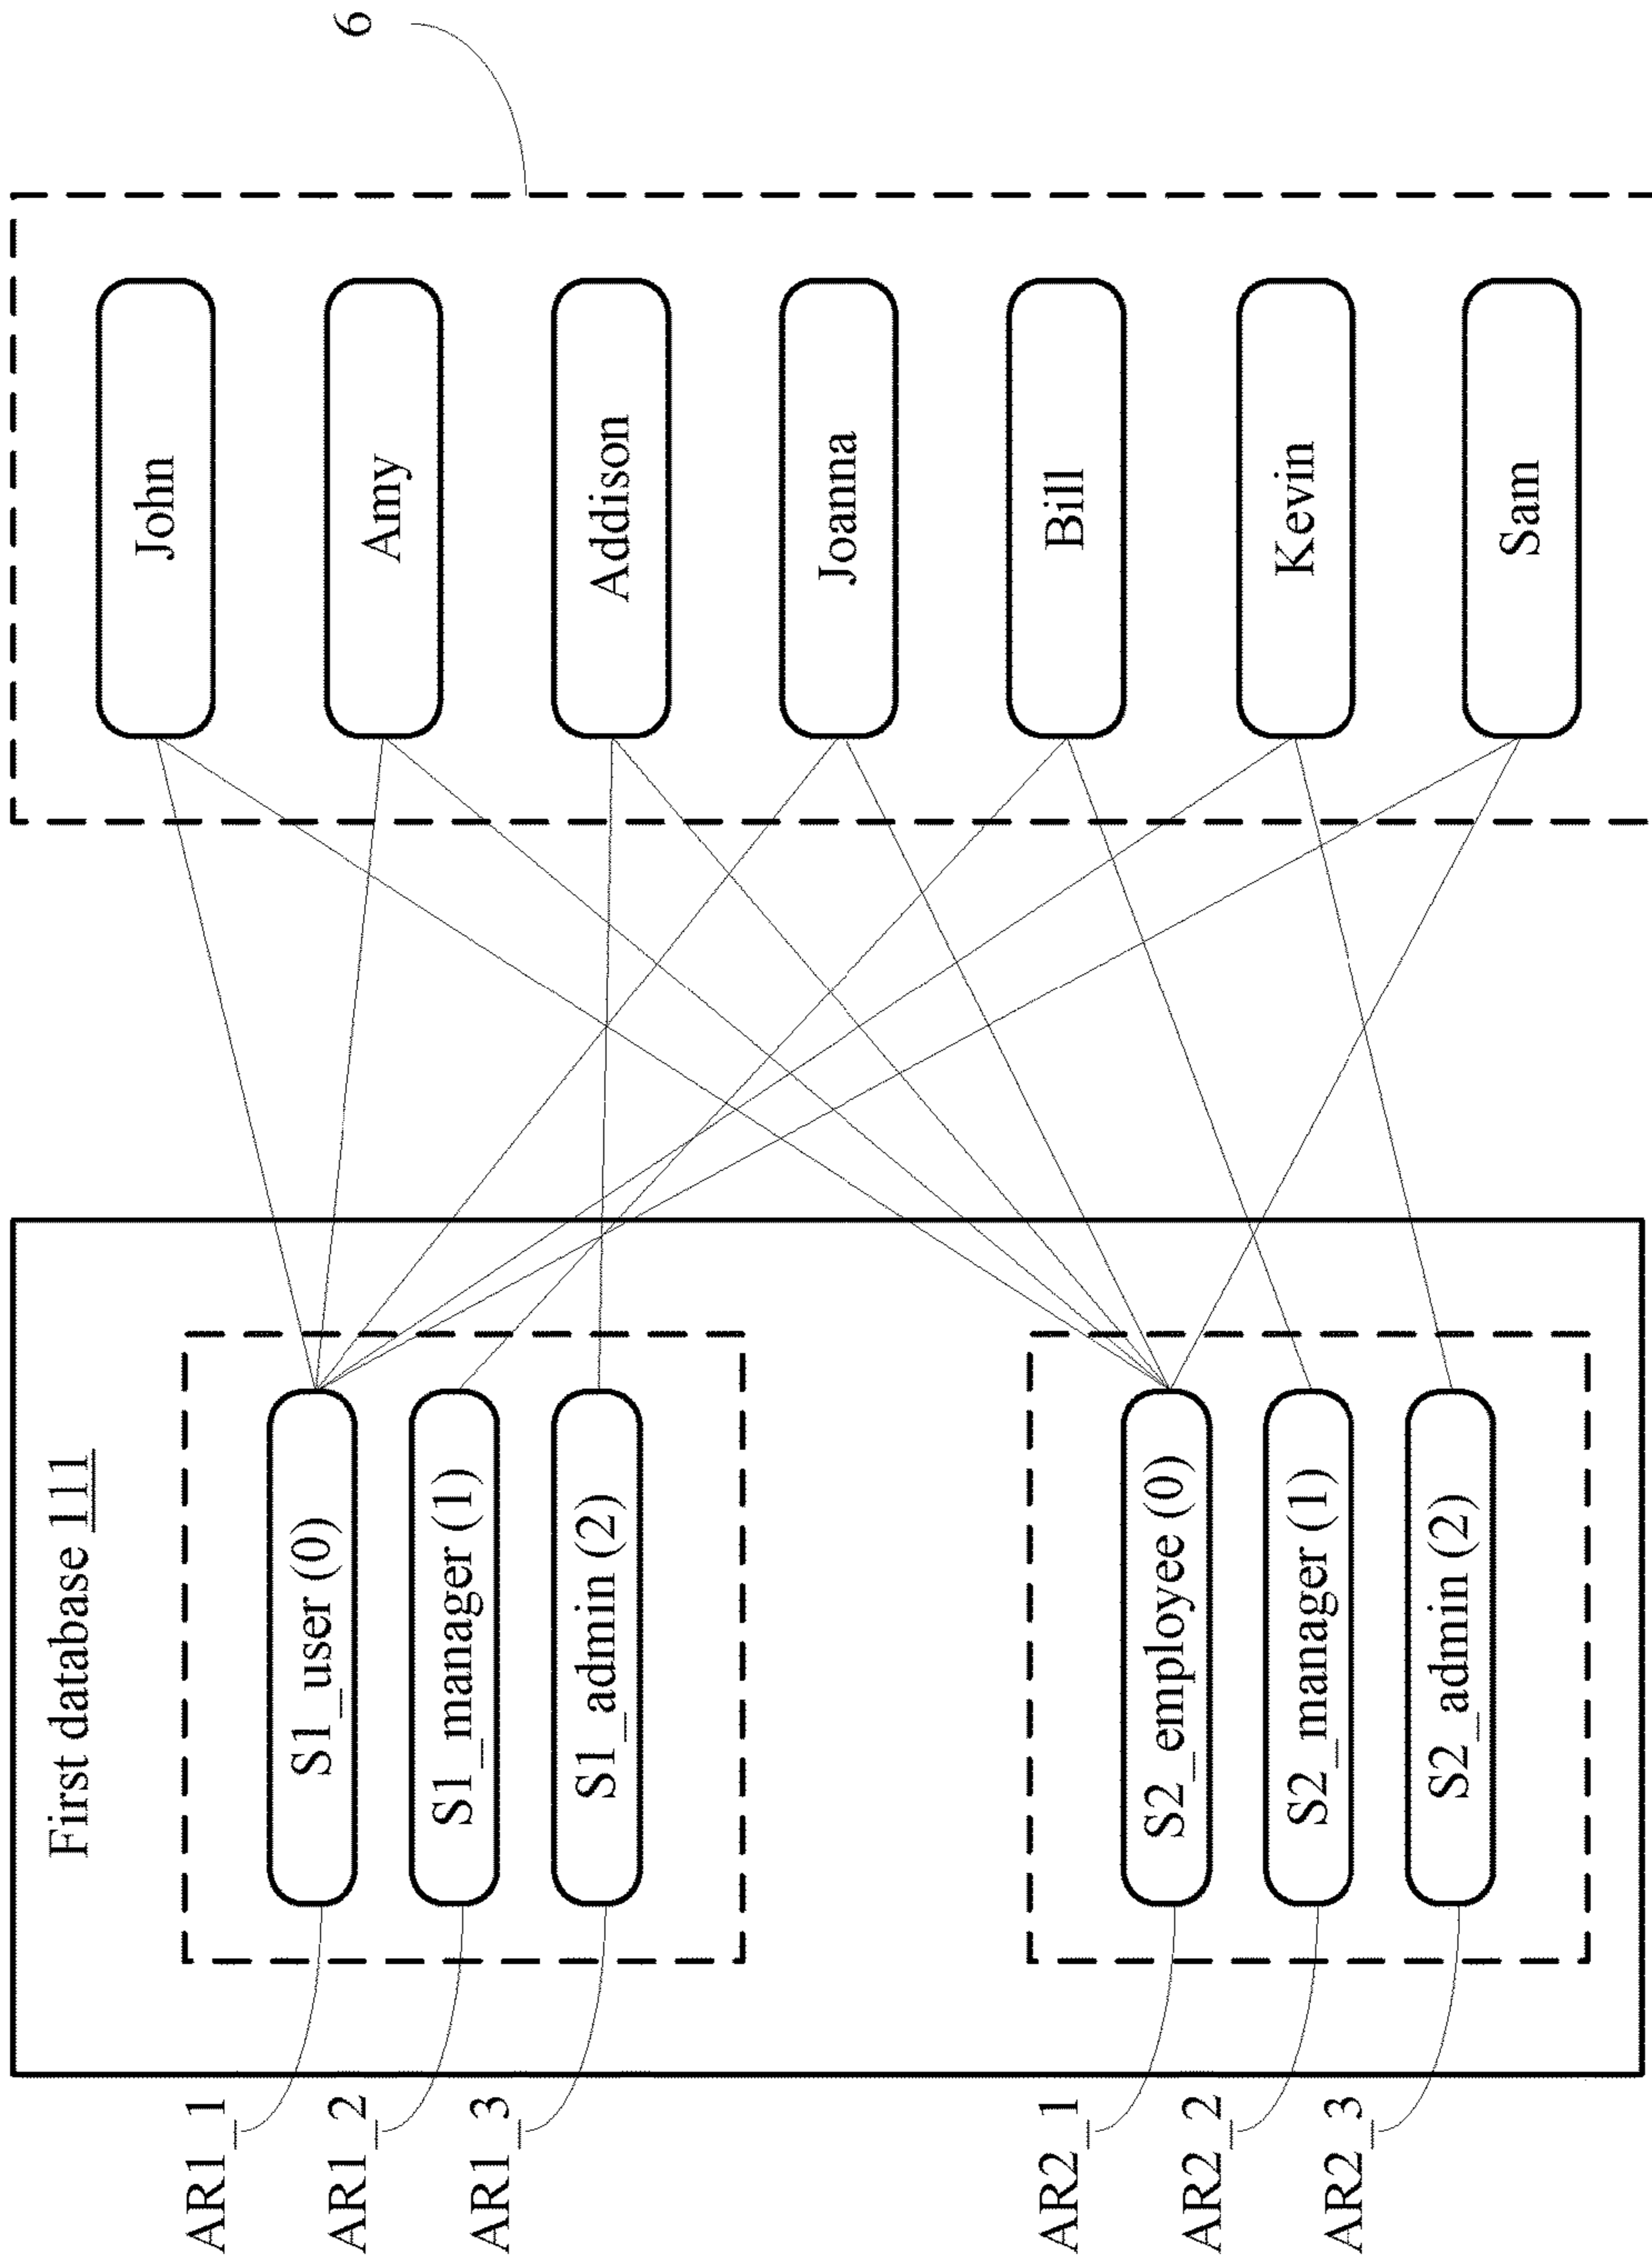 First database 111
AR1_1
S1_user (0)
AR1_2
S1_manager (1)
AR1_3
S1_admin (2)
AR2_1
S2_employee (0)
AR2_2
S2_manager (1)
AR2_3
S2_admin (2)
6
John
Amy
Addison
Joanna
Bill
Kevin
Sam